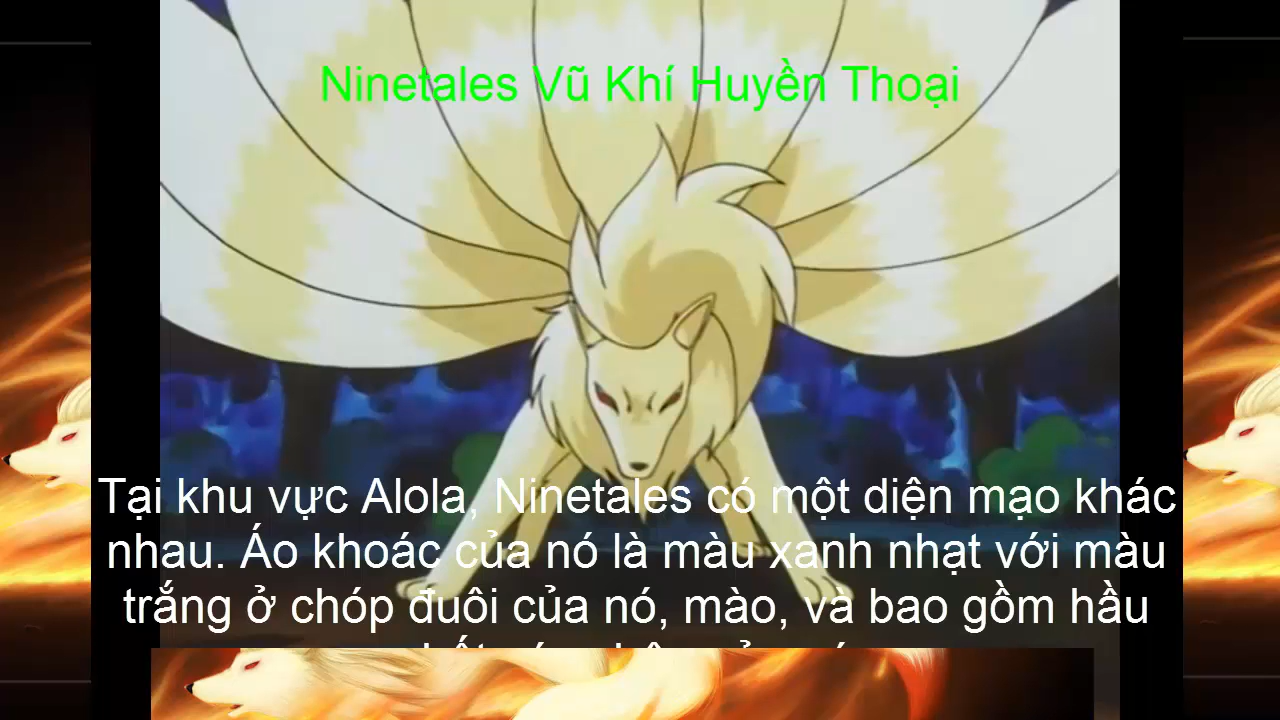 Ninetales Vũ Khí Huyền Thoại
Tại khu vực Alola, Ninetales có một diện mạo khác
nhau. Áo khoác của nó là màu xanh nhạt với màu
trắng ở chóp đuôi của nó, mào, và bao gồm hầu